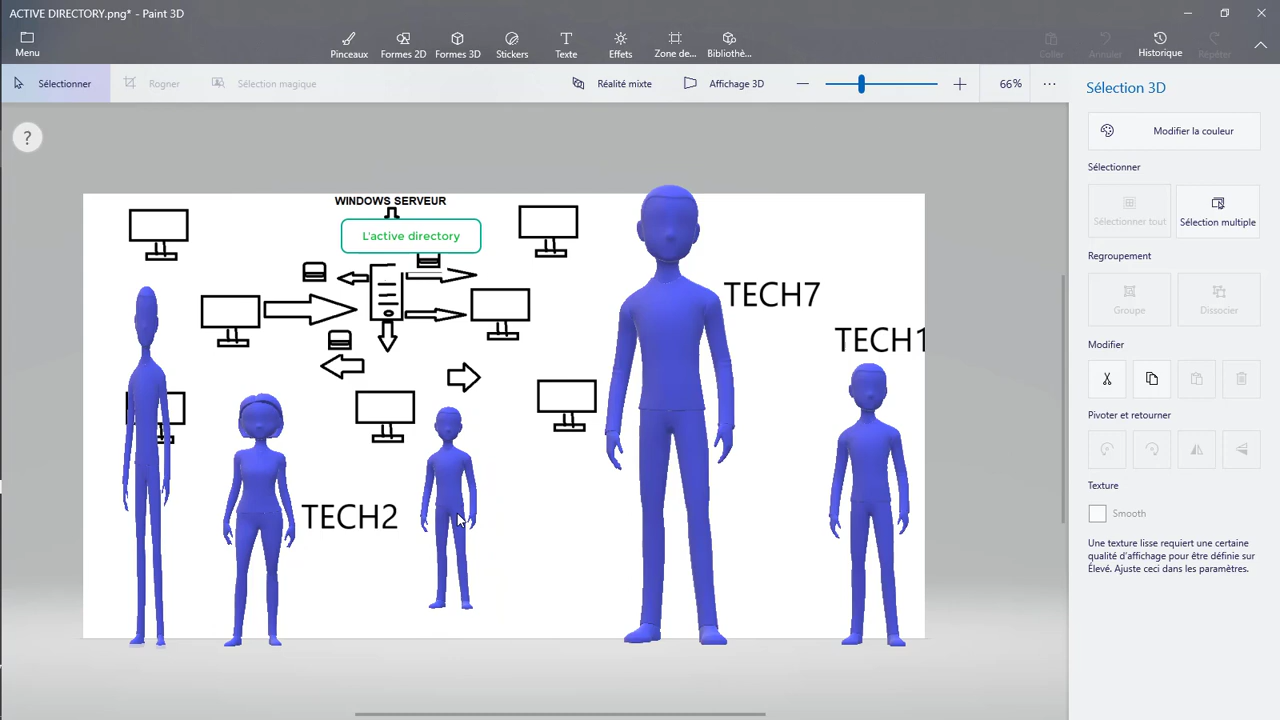 ACTIVE DIRECTORY.png* - Paint 3D
Menu
Pinceaux
Formes 2D
Formes 3D
Stickers
Texte
Effets
Zone de...
Bibliothè...
Coller
Annuler
Historique
Répéter
Sélectionner
Rogner
Sélection magique
Réalité mixte
Affichage 3D
66%
?
Sélection 3D
Modifier la couleur
Sélectionner
Sélectionner tout
Sélection multiple
Regroupement
Groupe
Dissocier
Modifier
Pivoter et retourner
Texture
Smooth
Une texture lisse requiert une certaine
qualité d'affichage pour être définie sur
Élevé. Ajuste ceci dans les paramètres.
WINDOWS SERVEUR
L'active directory
TECH7
TECH1
TECH2